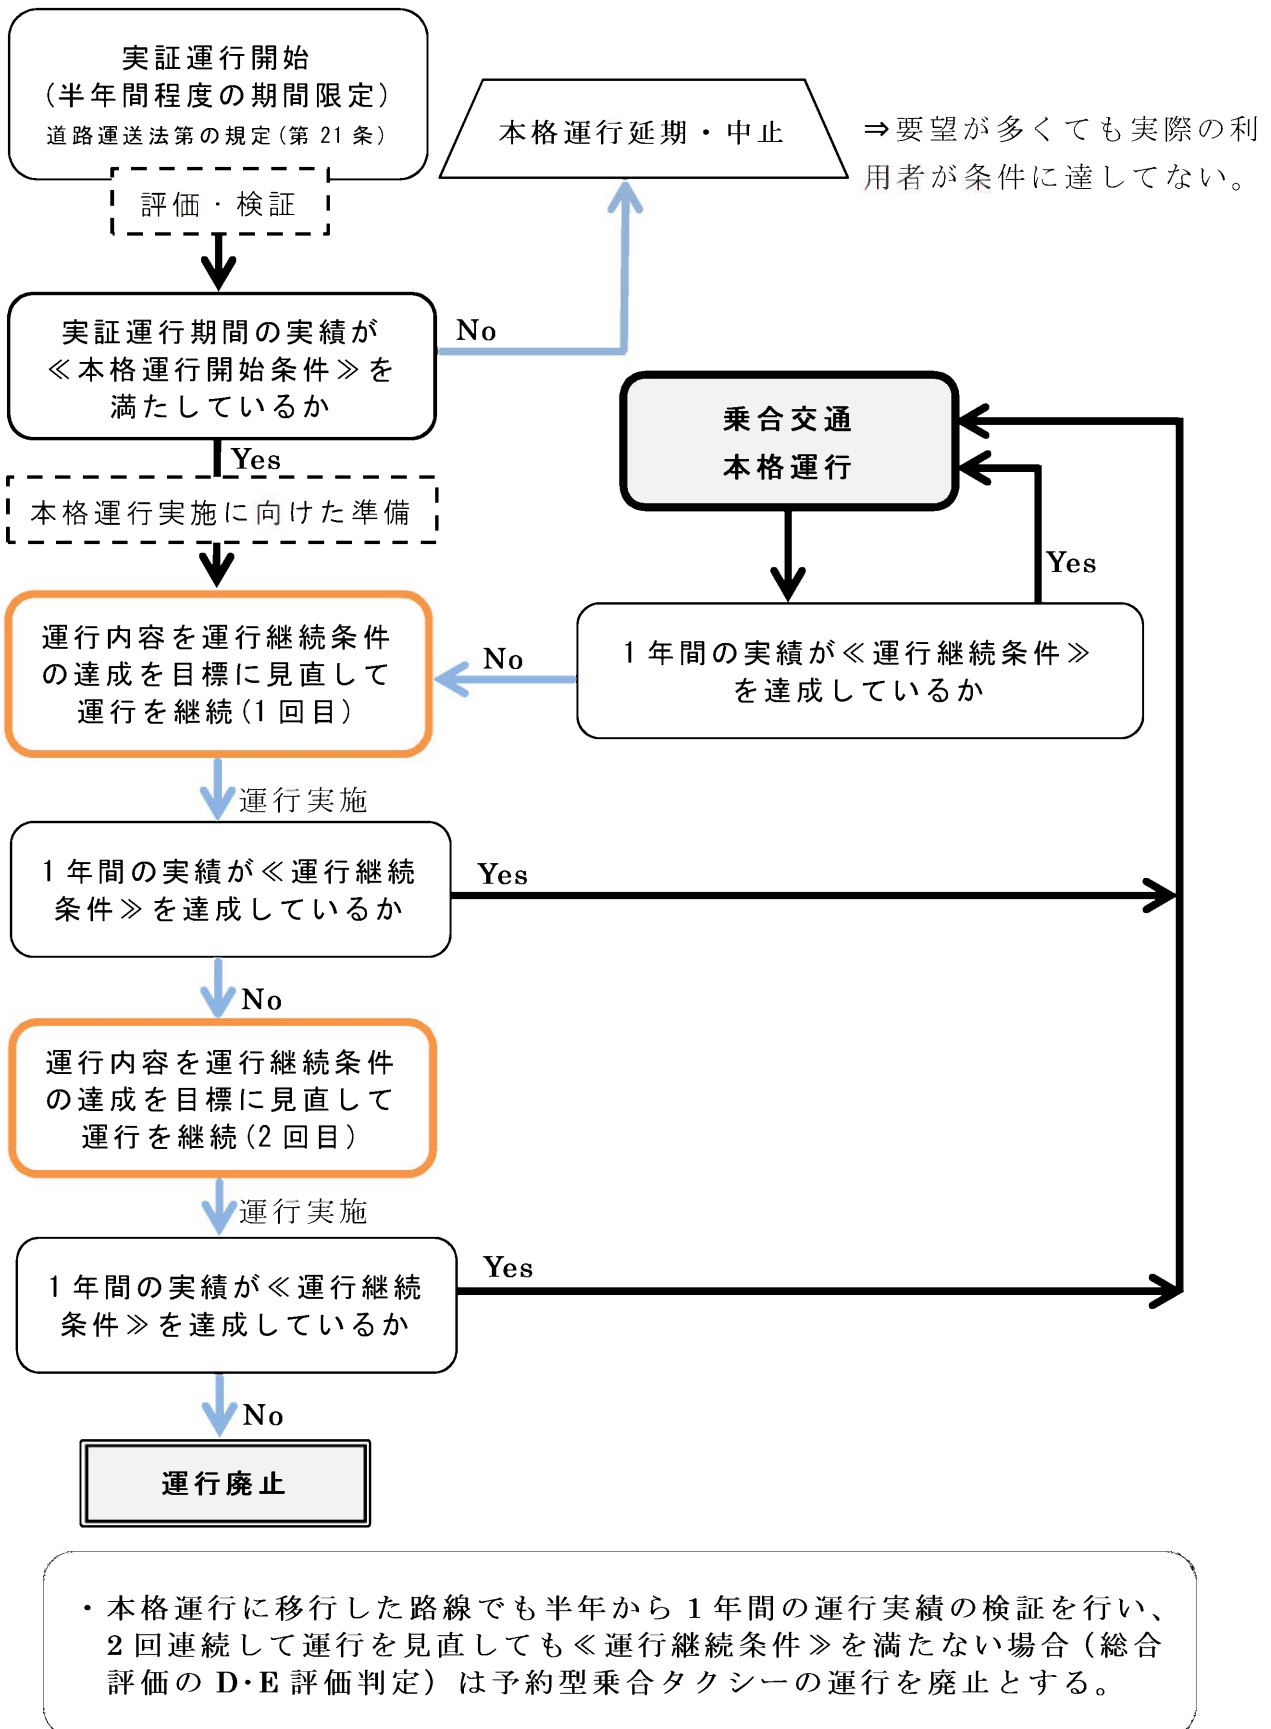 実証運行開始
(半年間程度の期間限定)
道路運送法第の規定(第 21 条)
評価・検証
本格運行延期・中止
⇒要望が多くても実際の利
用者が条件に達してない。
実証運行期間の実績が
≪本格運行開始条件≫を
満たしているか
No
Yes
本格運行実施に向けた準備
乗合交通
本格運行
Yes
運行内容を運行継続条件
の達成を目標に見直して
運行を継続(1 回目)
No
1 年間の実績が≪運行継続条件≫
を達成しているか
運行実施
1 年間の実績が≪運行継続
条件≫を達成しているか
Yes
No
運行内容を運行継続条件
の達成を目標に見直して
運行を継続(2 回目)
運行実施
1 年間の実績が≪運行継続
条件≫を達成しているか
Yes
No
運行廃止
・本格運行に移行した路線でも半年から 1 年間の運行実績の検証を行い、
2 回連続して運行を見直しても≪運行継続条件≫を満たない場合（総合
評価の D・E 評価判定）は予約型乗合タクシーの運行を廃止とする。